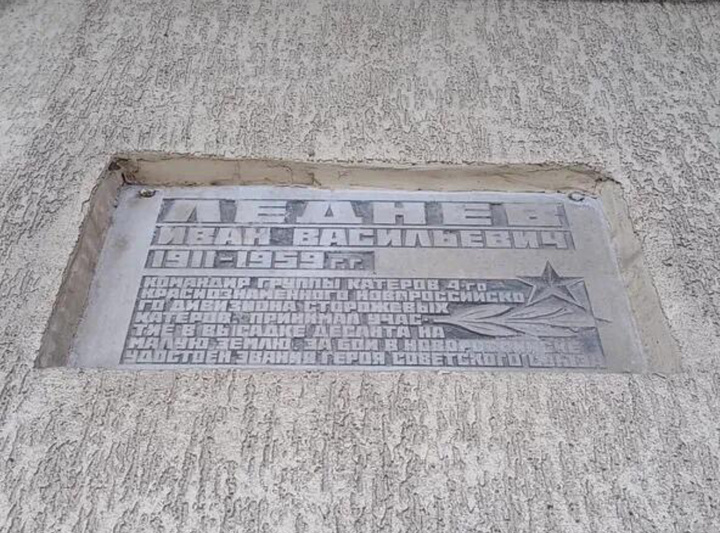 ЛЕДНЕВ
ИВАН ВАСИЛЬЕВИЧ
1911-1959 г.г.
КОМАНДИР ГРУППЫ КАТЕРОВ 4-го
КРАСНОЗНАМЕННОГО НОВОРОССИЙСКО
ГО ДИВИЗИОНА СТОРОЖЕВЫХ
КАТЕРОВ. ПРИНИМАЛ УЧАС-
ТИЕ В ВЫСАДКЕ ДЕСАНТА НА
МАЛУЮ ЗЕМЛЮ. ЗА БОИ В НОВОРОССИЙСКЕ
УДОСТОЕН ЗВАНИЯ ГЕРОЯ СОВЕТСКОГО СОЮЗА